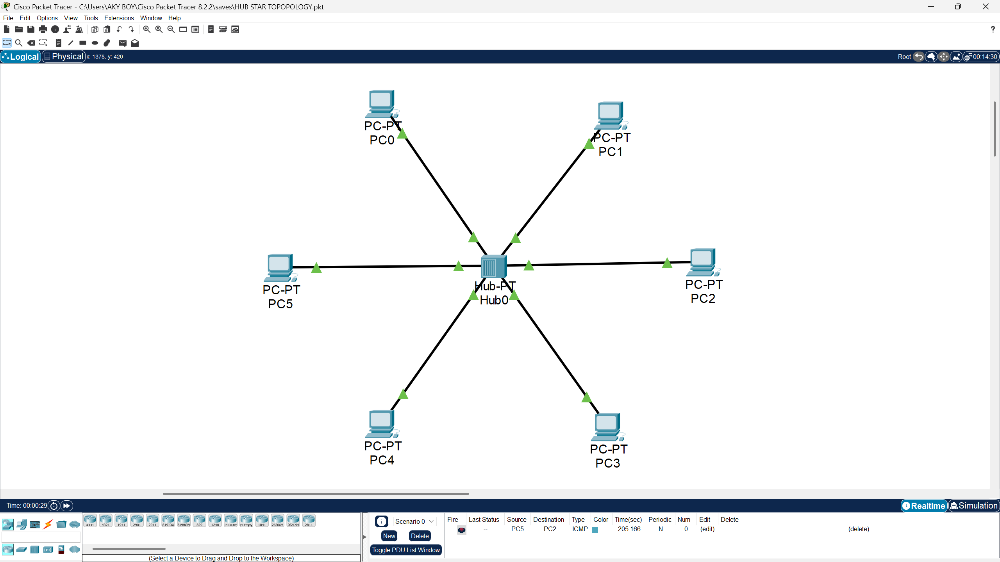 Cisco Packet Tracer - C:\Users\AKY BOY\Cisco Packet Tracer 8.2.2\saves\HUB STAR TOPOPOLOGY.pkt
File Edit Options View Tools Extensions Window Help
?
Logical Physical x: 1378, y: 420 Root 00:14:30
PC-PT
PC0
PC-PT
PC1
PC-PT
PC5
Hub-PT
Hub0
PC-PT
PC2
PC-PT
PC4
PC-PT
PC3
Time: 00:00:29 Realtime Simulation
4331 4321 1941 2901 2911 819IOX 819HGW 829 1240 PT-Router PT-Empty 1841 2620XM 2621XM 2811
(Select a Device to Drag and Drop to the Workspace)
Scenario 0
New Delete
Toggle PDU List Window
Fire Last Status Source Destination Type Color Time(sec) Periodic Num Edit Delete
-- PC5 PC2 ICMP 205.166 N 0 (edit) (delete)